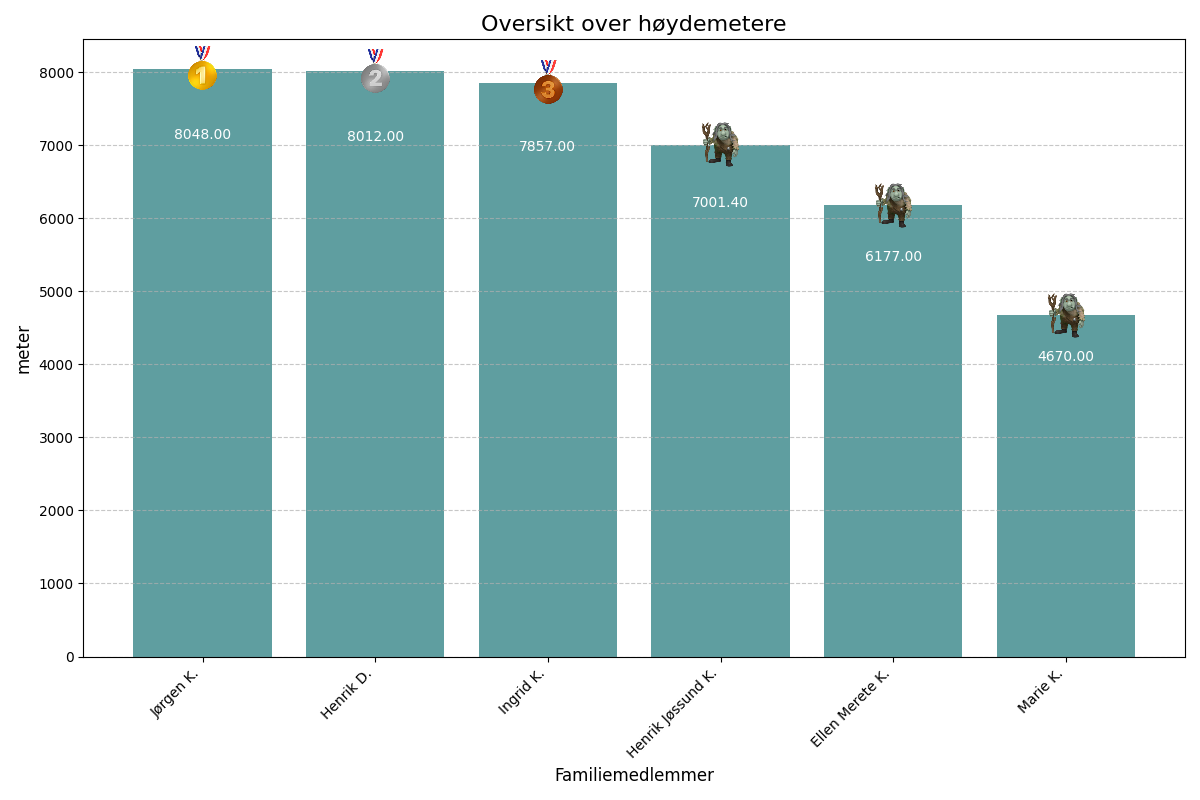 Oversikt over høydemetere
meter
8000
7000
6000
5000
4000
3000
2000
1000
0
1
2
3
8048.00
8012.00
7857.00
7001.40
6177.00
4670.00
Jørgen K.
Henrik D.
Ingrid K.
Henrik Jøssund K.
Ellen Merete K.
Marie K.
Familiemedlemmer